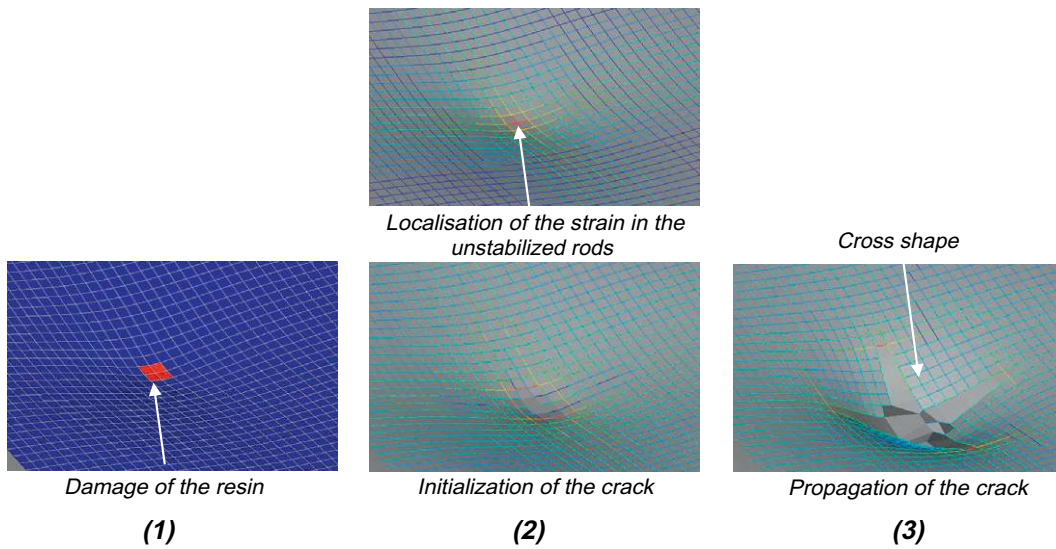 Localisation of the strain in the
unstabilized rods
Cross shape
Damage of the resin
Initialization of the crack
Propagation of the crack
(1)
(2)
(3)